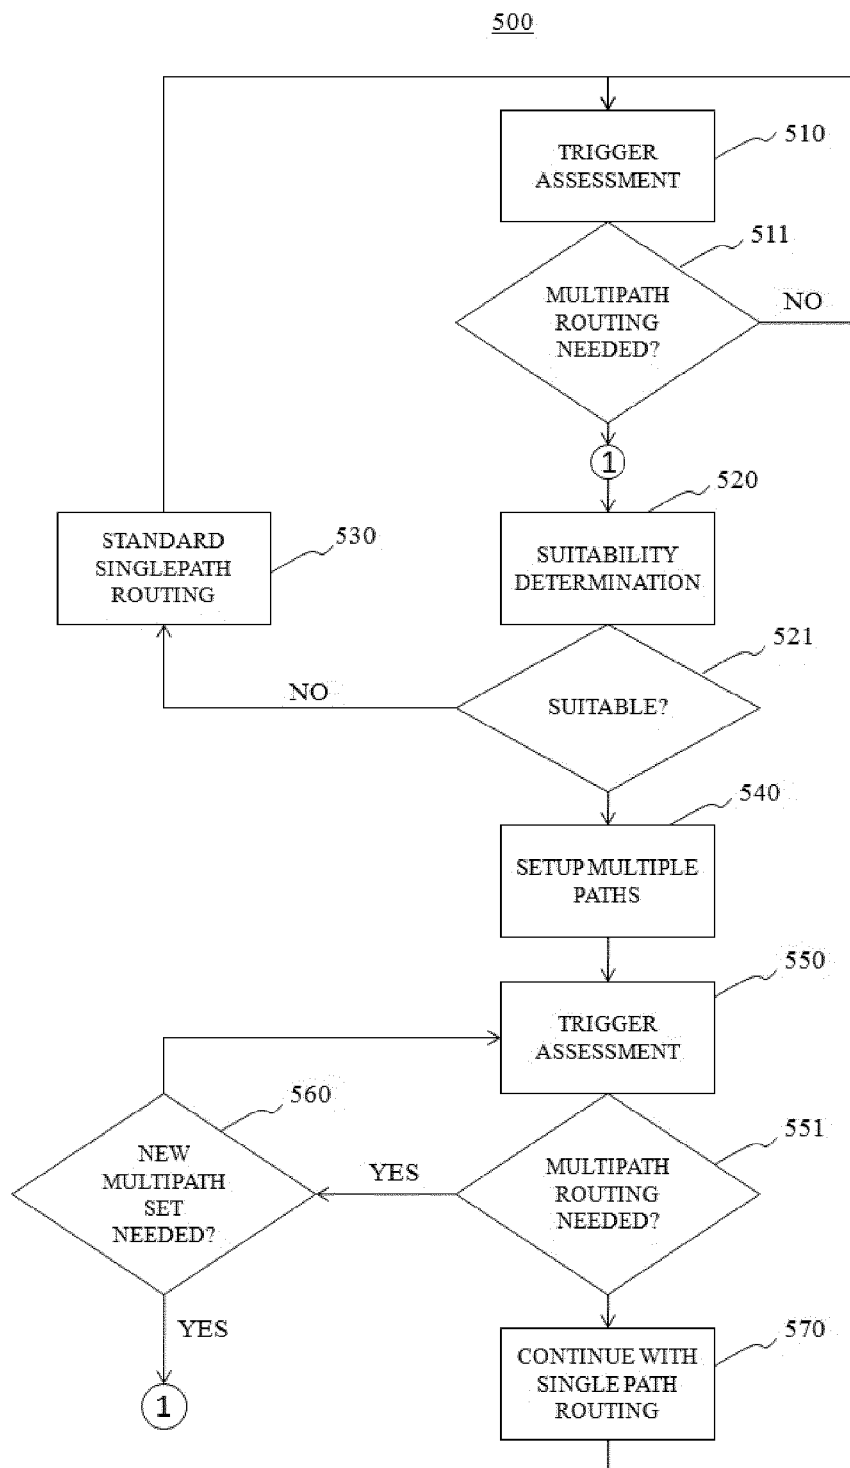 500
TRIGGER
ASSESSMENT
510
511
MULTIPATH
ROUTING
NEEDED?
NO
1
520
STANDARD
SINGLEPATH
ROUTING
530
SUITABILITY
DETERMINATION
521
NO
SUITABLE?
540
SETUP MULTIPLE
PATHS
550
TRIGGER
ASSESSMENT
560
551
NEW
MULTIPATH
SET
NEEDED?
YES
MULTIPATH
ROUTING
NEEDED?
YES
1
570
CONTINUE WITH
SINGLE PATH
ROUTING